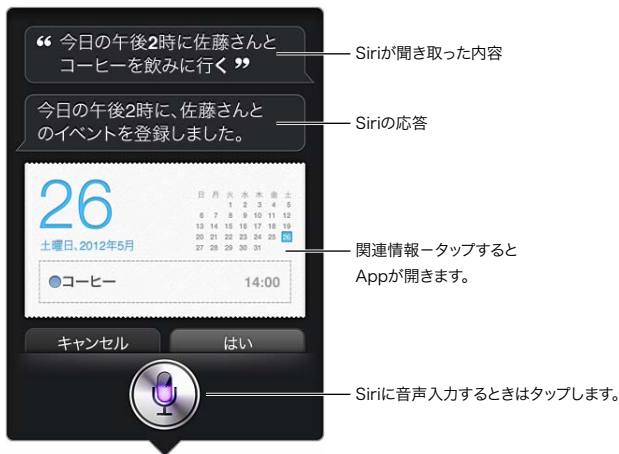 “ 今日の午後2時に佐藤さんと
コーヒーを飲みに行く ”
Siriが聞き取った内容
今日の午後2時に、佐藤さんと
のイベントを登録しました。
Siriの応答
26
土曜日、2012年5月
日 月 火 水 木 金 土
1 2 3 4 5
6 7 8 9 10 11 12
13 14 15 16 17 18 19
20 21 22 23 24 25 26
27 28 29 30 31
関連情報－タップすると
Appが開きます。
コーヒー 14:00
キャンセル はい
Siriに音声入力するときはタップします。